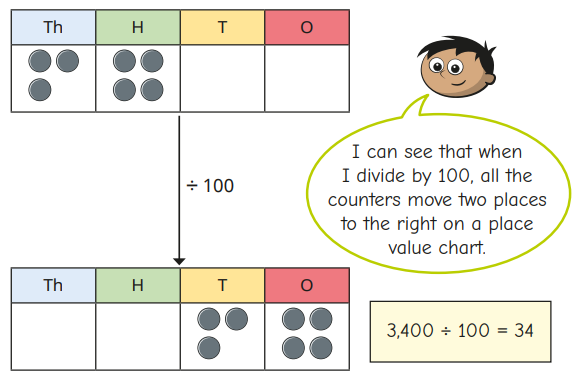 Th H T O
I can see that when
I divide by 100, all the
counters move two places
to the right on a place
value chart.
÷ 100
Th H T O
3,400 ÷ 100 = 34